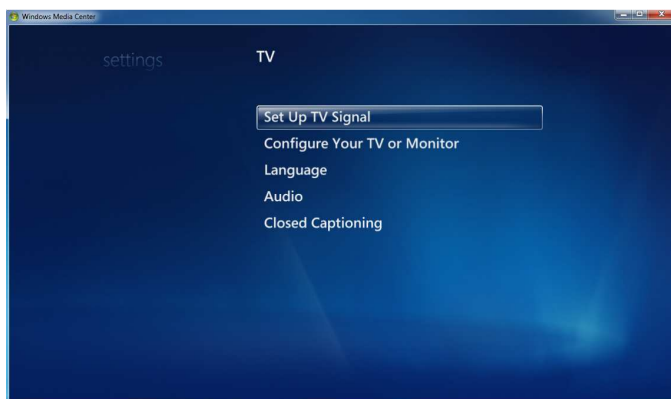 Windows Media Center
settings
TV
Set Up TV Signal
Configure Your TV or Monitor
Language
Audio
Closed Captioning